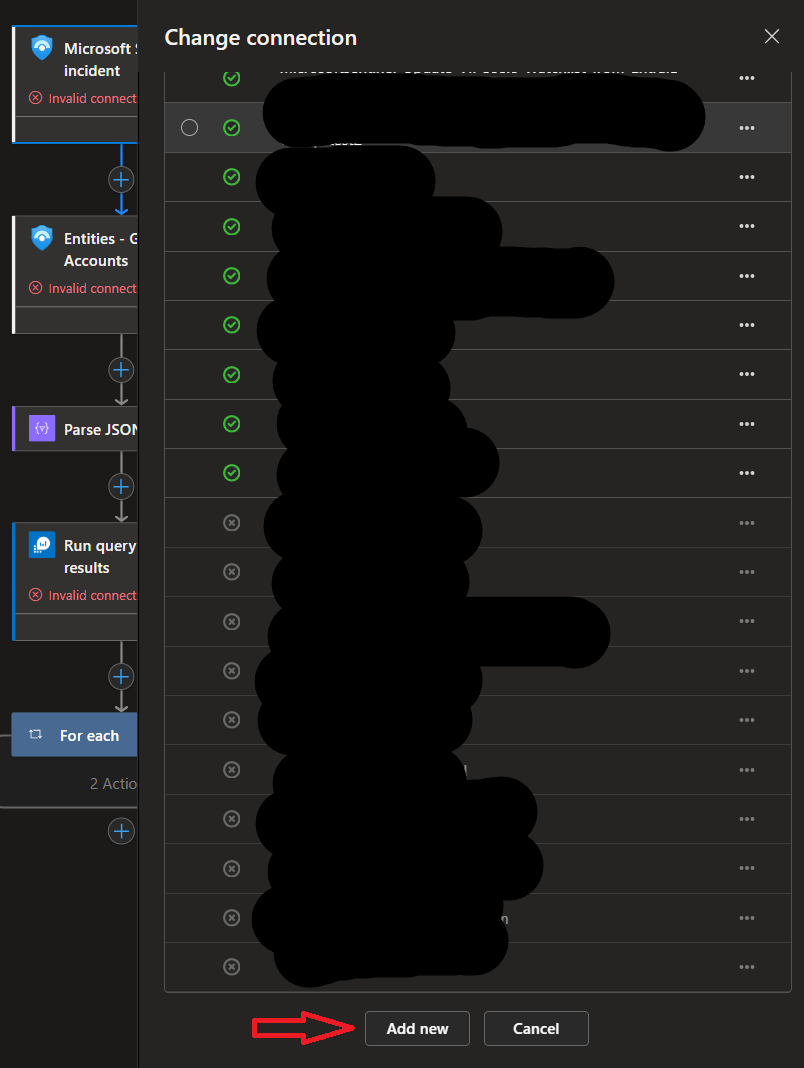 Microsoft
incident
Invalid connect
Entities - G
Accounts
Invalid connect
Parse JSON
Run query
results
Invalid connect
For each
2 Actio
Change connection
Add new
Cancel